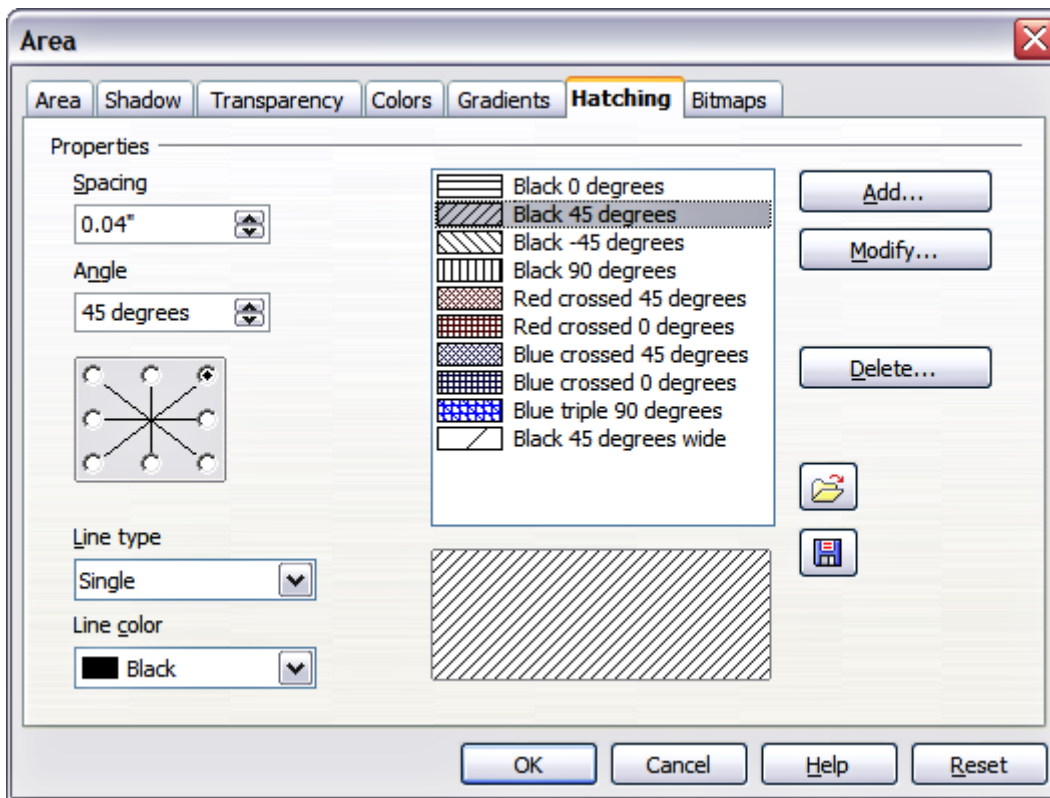 Area
Area Shadow Transparency Colors Gradients Hatching Bitmaps
Properties
Spacing
0.04"
Angle
45 degrees
Line type
Single
Line color
Black
Black 0 degrees
Black 45 degrees
Black -45 degrees
Black 90 degrees
Red crossed 45 degrees
Red crossed 0 degrees
Blue crossed 45 degrees
Blue crossed 0 degrees
Blue triple 90 degrees
Black 45 degrees wide
Add...
Modify...
Delete...
OK Cancel Help Reset